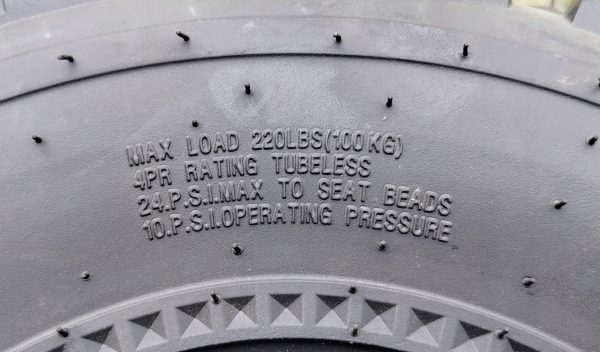 MAX LOAD 220LBS(100KG)
4PR RATING TUBELESS
24.P.S.I.MAX TO SEAT BEADS
10.P.S.I.OPERATING PRESSURE